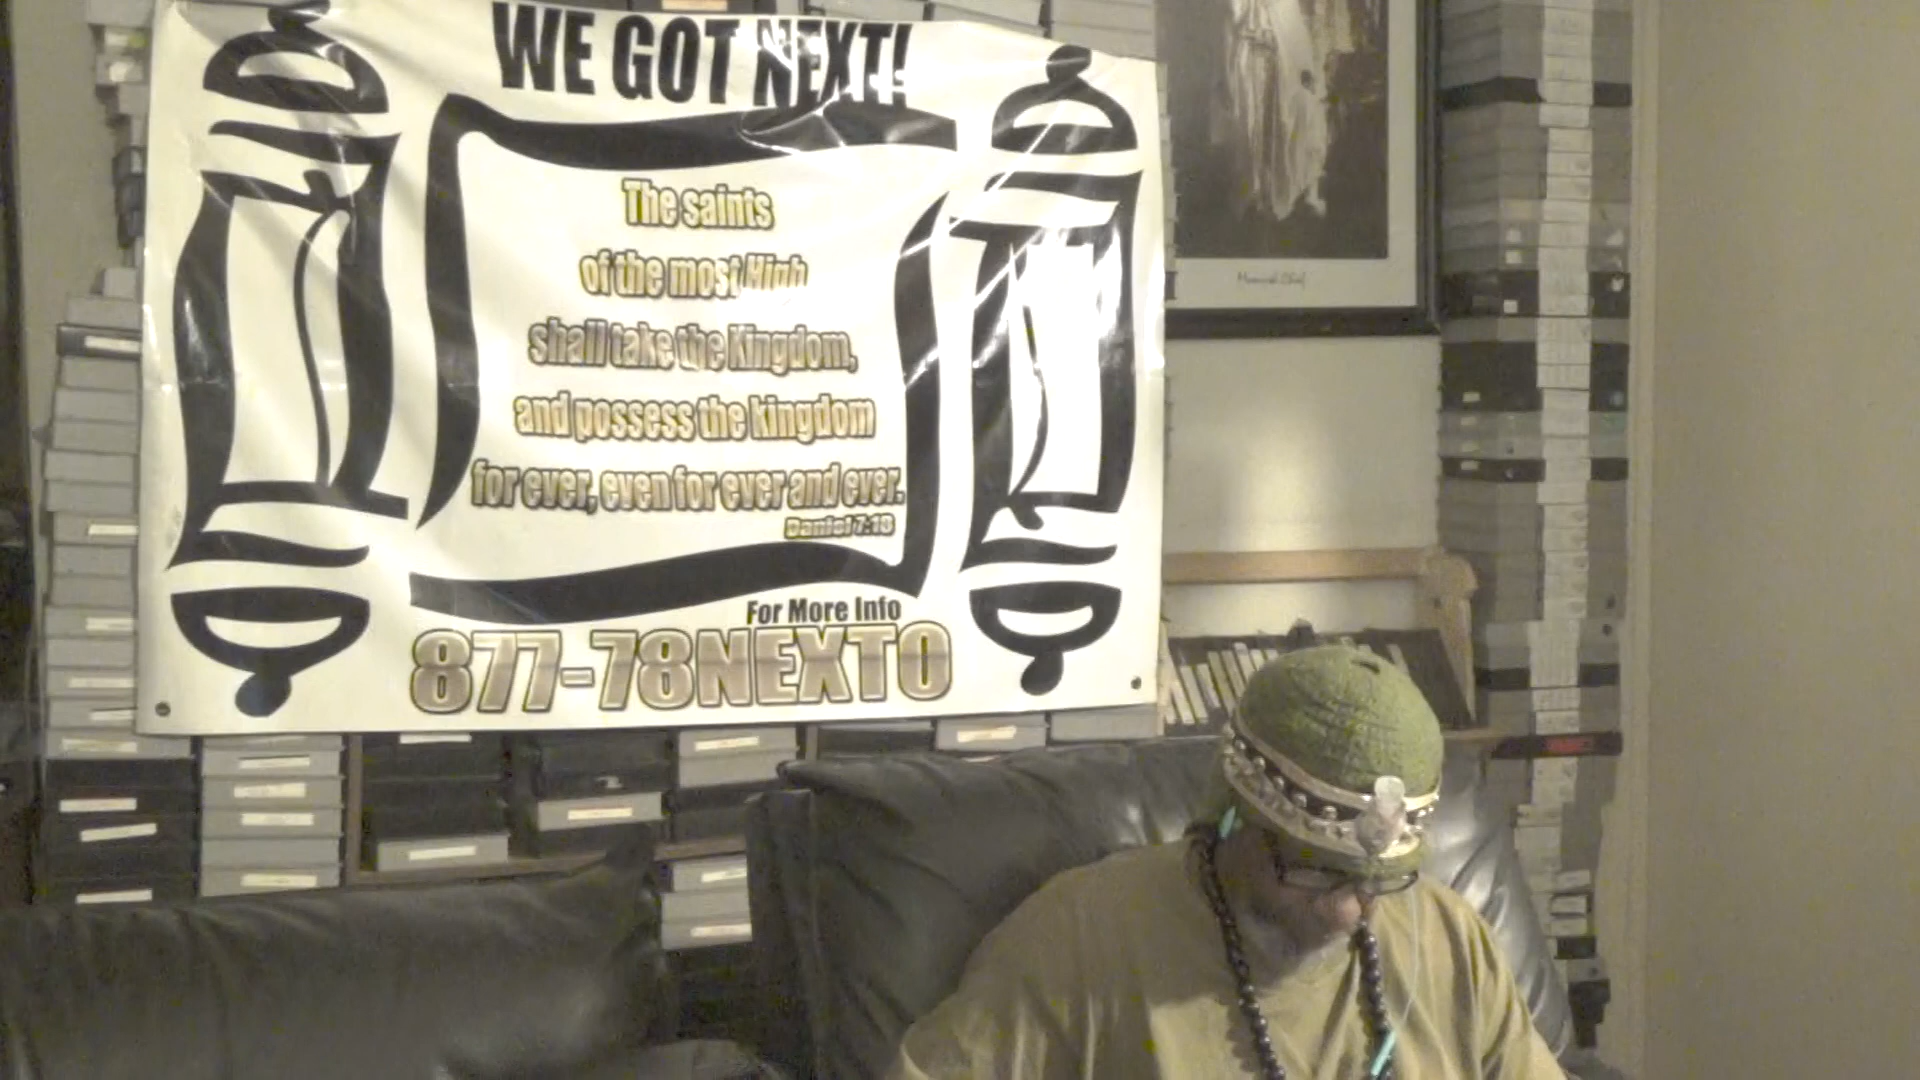 WE GOT NEXT!
The saints
of the most High
shall take the Kingdom,
and possess the kingdom
for ever, even for ever and ever.
Daniel 7:18
For More Info
877-78NEXT0